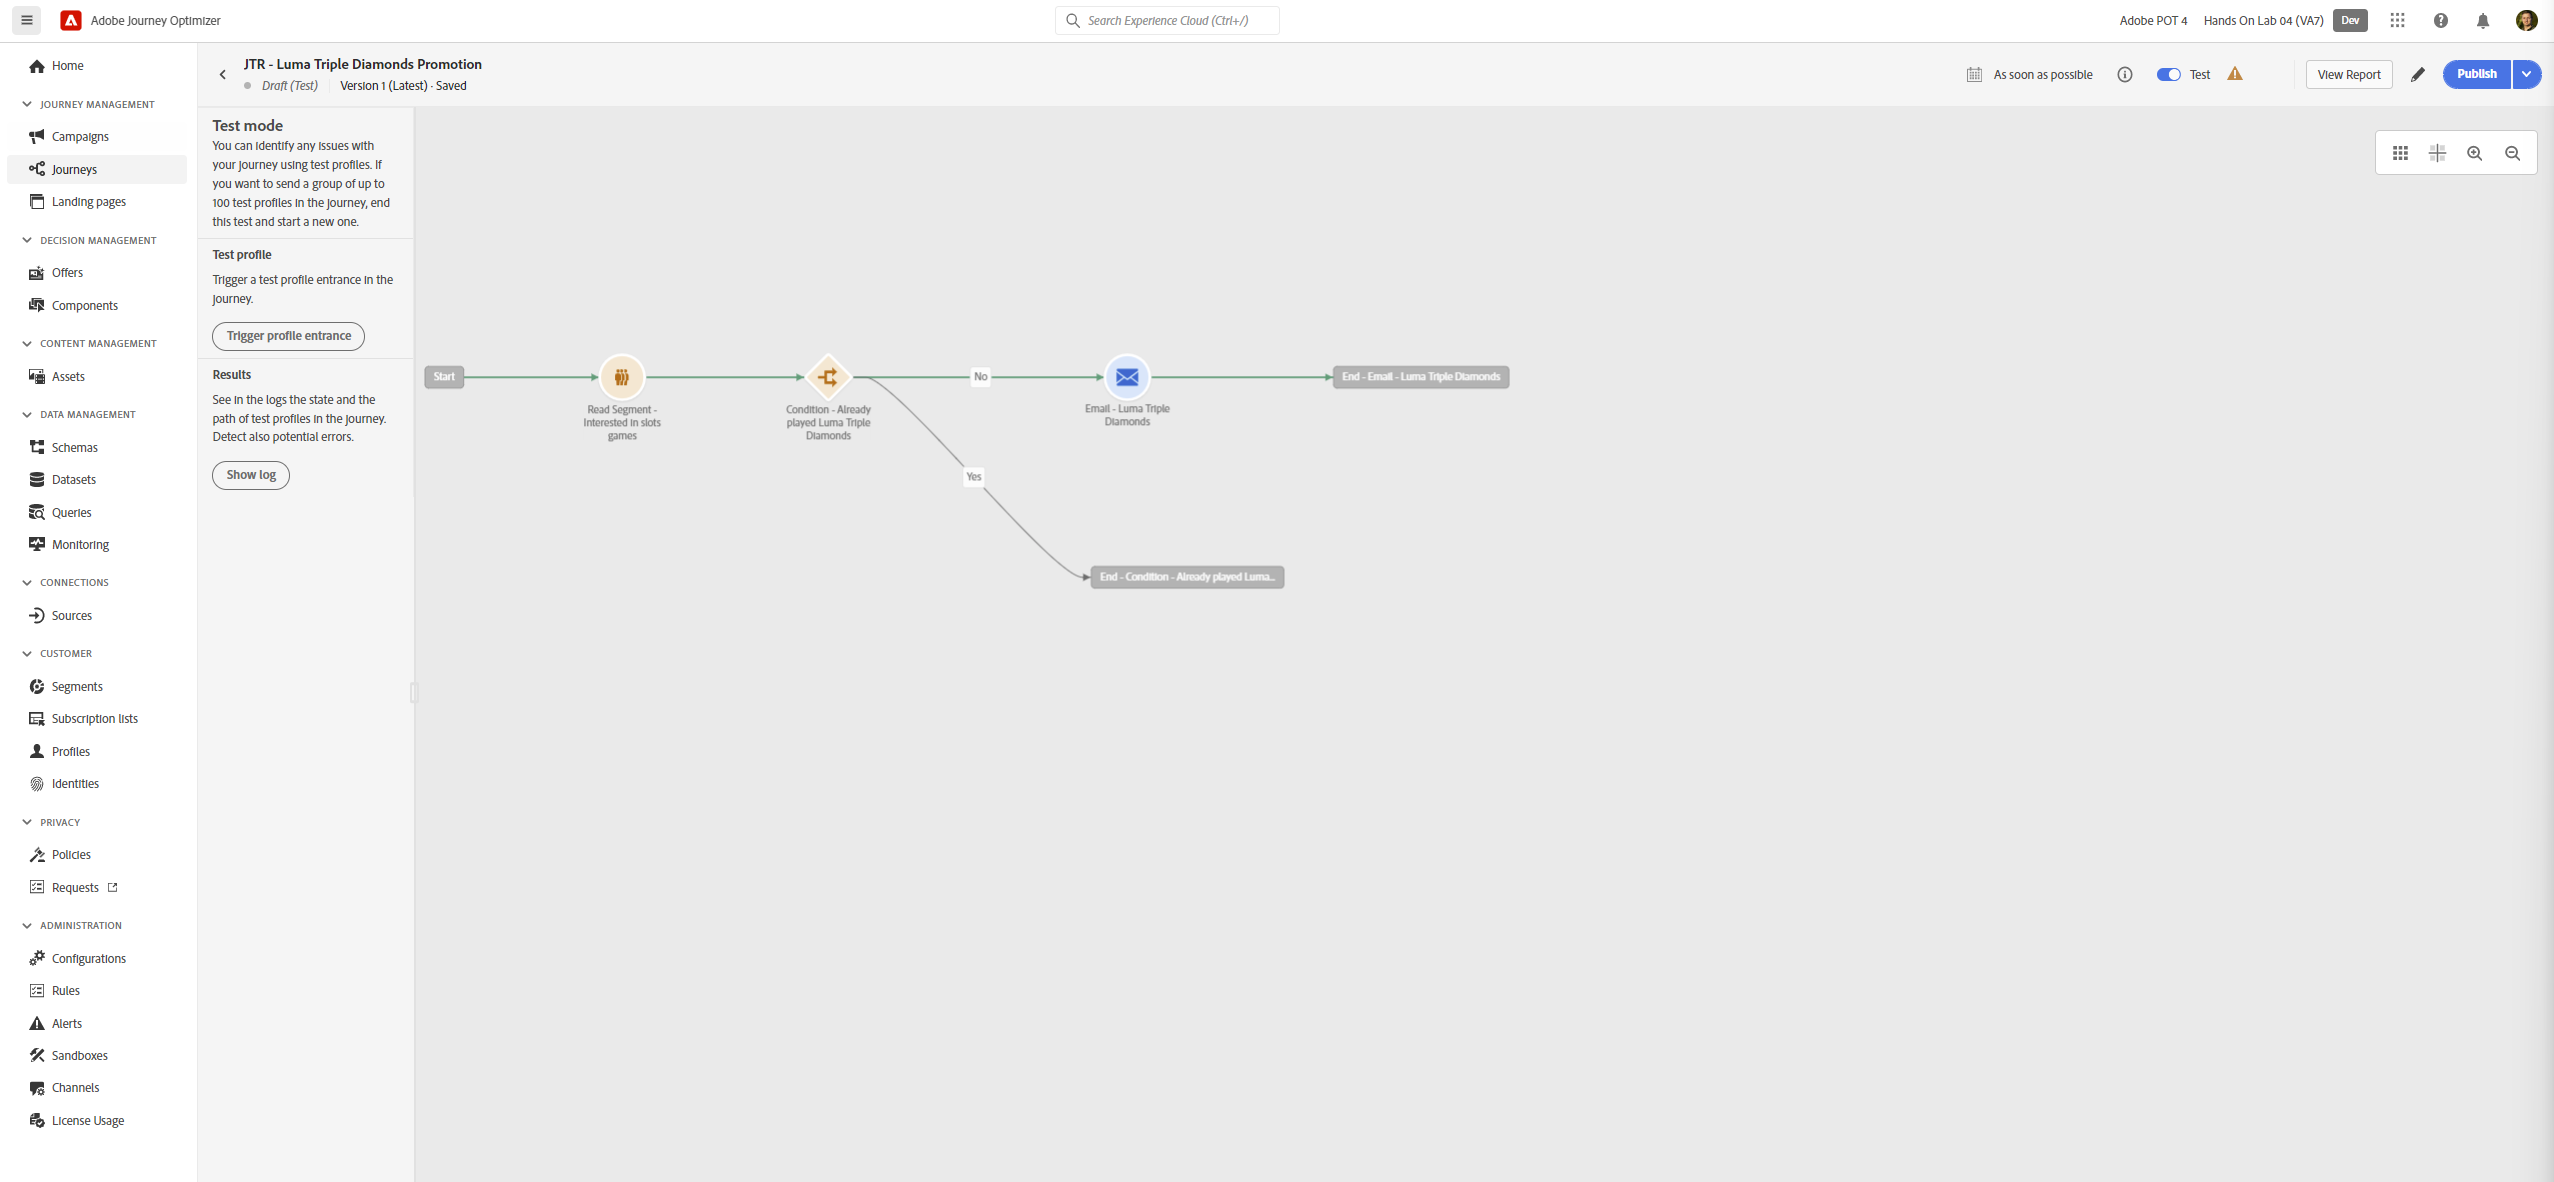 Adobe Journey Optimizer
Search Experience Cloud (Ctrl+/)
Adobe POT 4
Hands On Lab 04 (VA7)
Dev
Home
JOURNEY MANAGEMENT
Campaigns
Journeys
Landing pages
DECISION MANAGEMENT
Offers
Components
CONTENT MANAGEMENT
Assets
DATA MANAGEMENT
Schemas
Datasets
Queries
Monitoring
CONNECTIONS
Sources
CUSTOMER
Segments
Subscription lists
Profiles
Identities
PRIVACY
Policies
Requests
ADMINISTRATION
Configurations
Rules
Alerts
Sandboxes
Channels
License Usage
JTR - Luma Triple Diamonds Promotion
Draft (Test)
Version 1 (Latest) · Saved
As soon as possible
Test
View Report
Publish
Test mode
You can identify any issues with
your journey using test profiles. If
you want to send a group of up to
100 test profiles in the journey, end
this test and start a new one.
Test profile
Trigger a test profile entrance in the
journey.
Trigger profile entrance
Results
See in the logs the state and the
path of test profiles in the journey.
Detect also potential errors.
Show log
Start
Read Segment -
Interested in slots
games
Condition - Already
played Luma Triple
Diamonds
No
Email - Luma Triple
Diamonds
End - Email - Luma Triple Diamonds
Yes
End - Condition - Already played Luma...